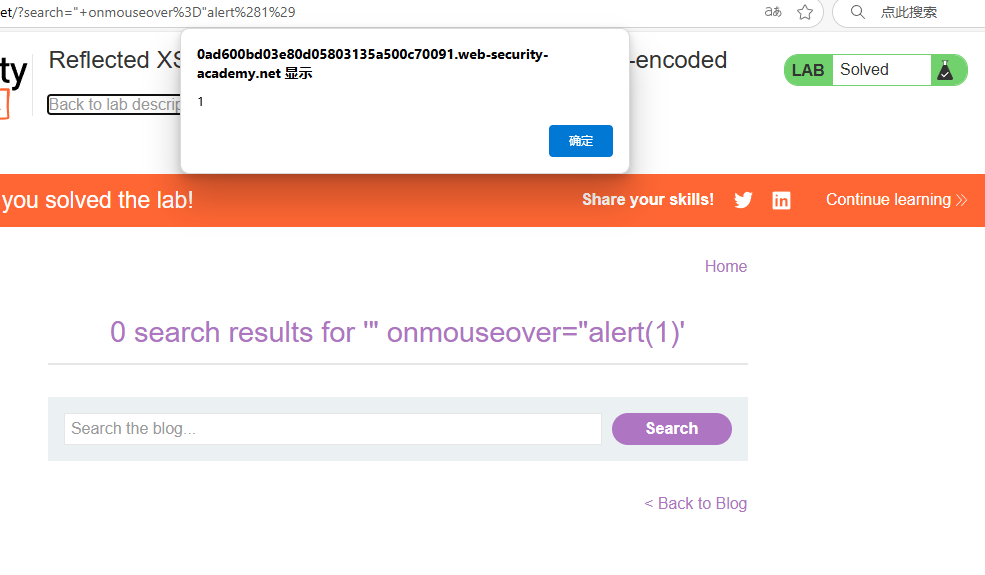 et/?search="+onmouseover%3D"alert%281%29
aあ
点此搜索
0ad600bd03e80d05803135a500c70091.web-security-
academy.net 显示
1
确定
ty
Reflected XS
-encoded
LAB
Solved
Back to lab descrip
you solved the lab!
Share your skills!
Continue learning
Home
0 search results for '" onmouseover="alert(1)'
Search the blog...
Search
< Back to Blog